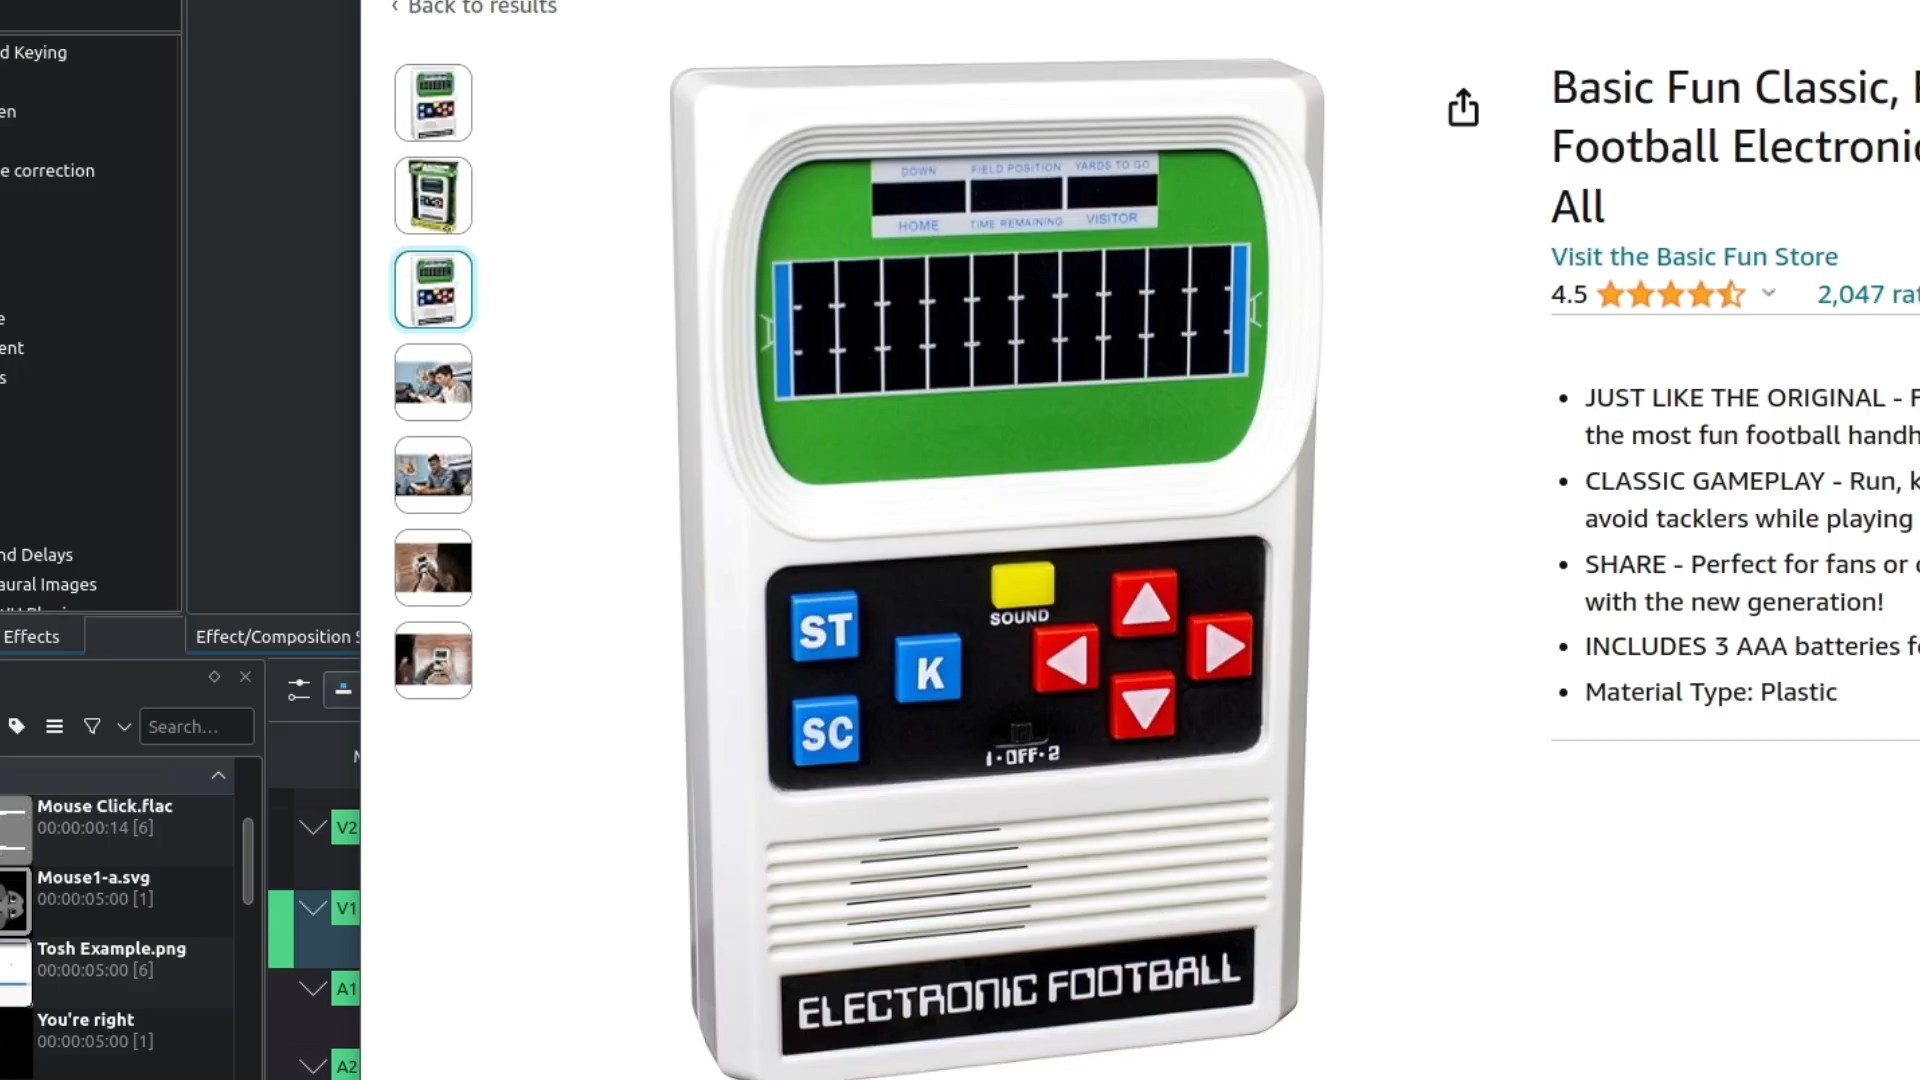 Back to results
d Keying
en
e correction
e
ent
s
nd Delays
aural Images
Effects
Effect/Composition S
Search...
Mouse Click.flac
00:00:00:14 [6]
Mouse1-a.svg
00:00:05:00 [1]
Tosh Example.png
00:00:05:00 [6]
You're right
00:00:05:00 [1]
V2
V1
A1
A2
DOWN FIELD POSITION YARDS TO GO
HOME TIME REMAINING VISITOR
SOUND
ST
K
SC
1·OFF·2
ELECTRONIC FOOTBALL
Basic Fun Classic,
Football Electronic
All
Visit the Basic Fun Store
4.5 2,047 rat
JUST LIKE THE ORIGINAL - F
the most fun football handh
CLASSIC GAMEPLAY - Run, k
avoid tacklers while playing
SHARE - Perfect for fans or
with the new generation!
INCLUDES 3 AAA batteries fo
Material Type: Plastic